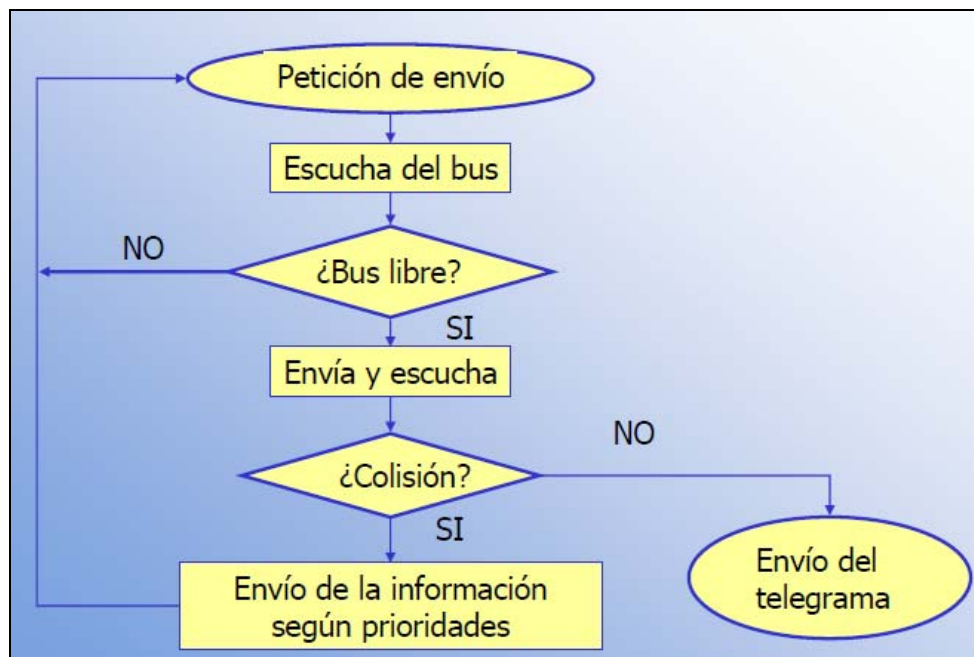 Petición de envío
Escucha del bus
NO
¿Bus libre?
SI
Envía y escucha
NO
¿Colisión?
SI
Envío de la información
según prioridades
Envío del
telegrama